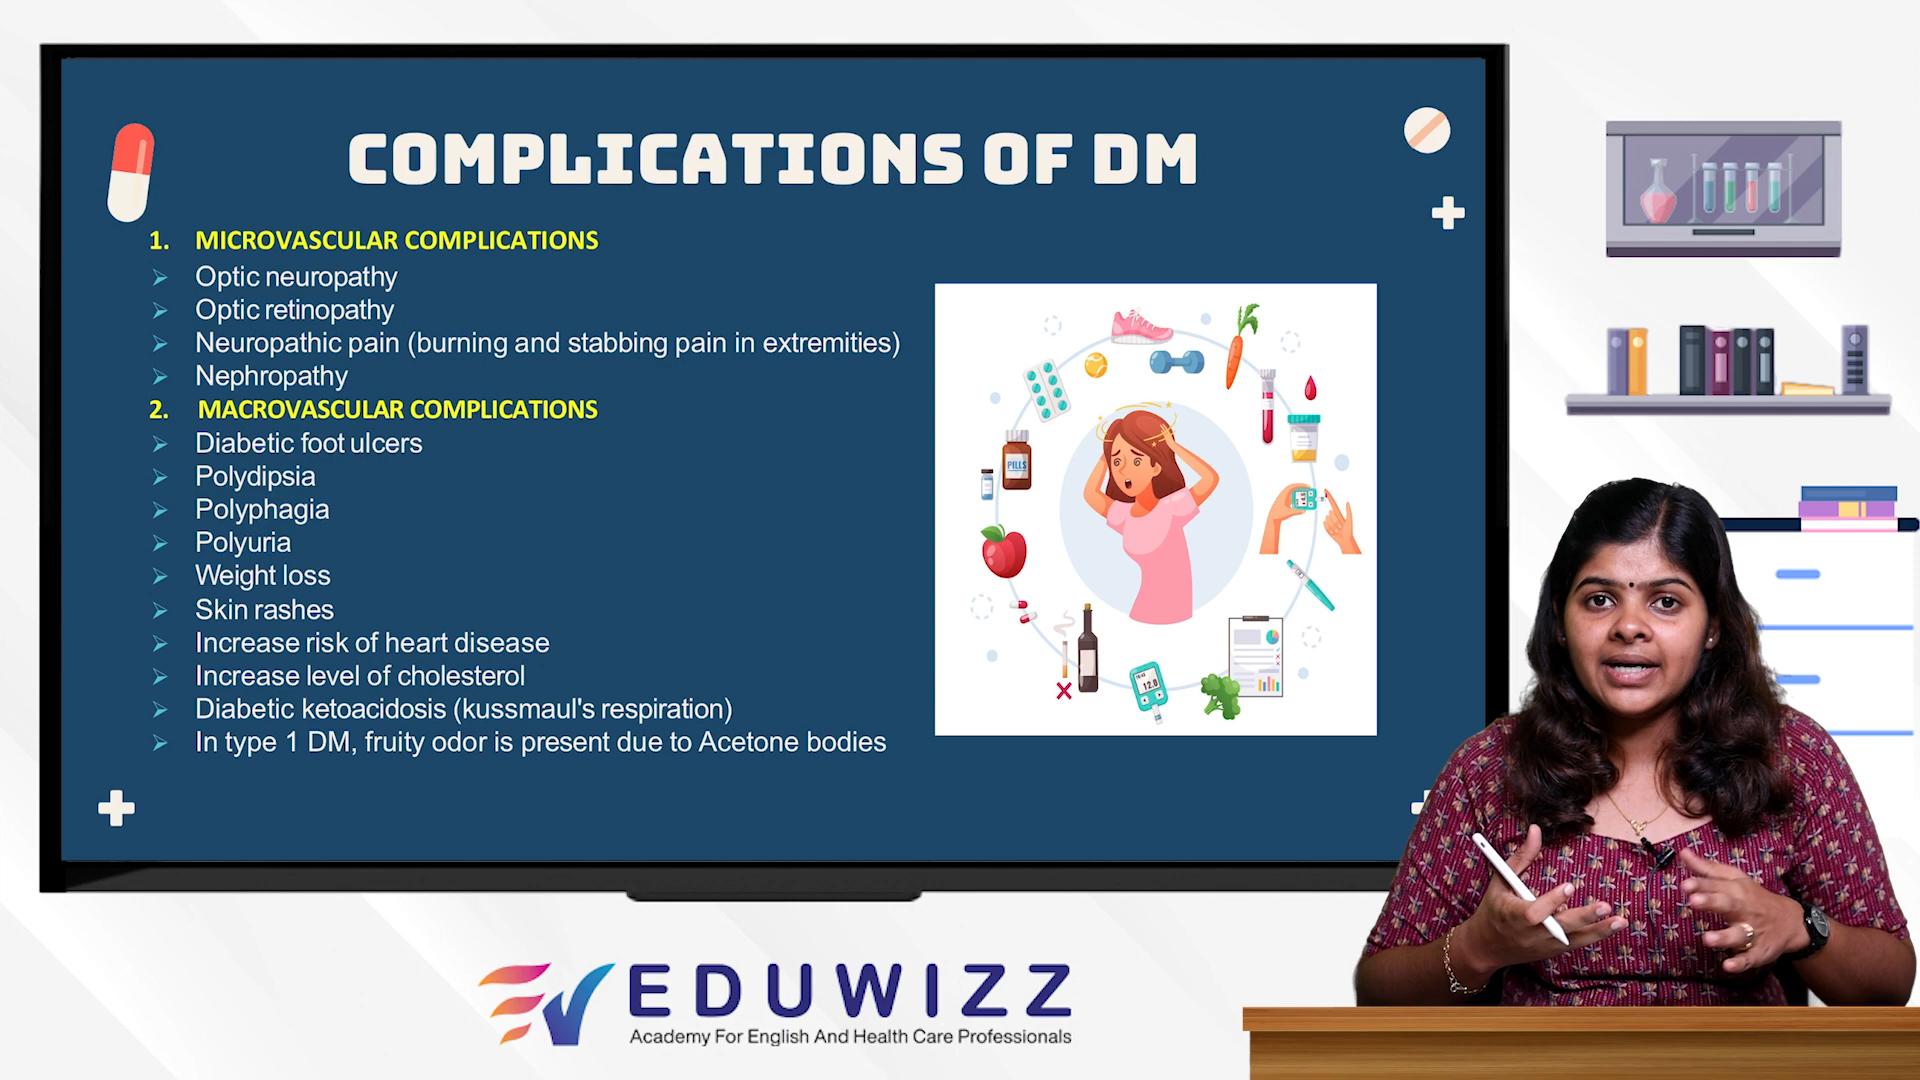 COMPLICATIONS OF DM
1. MICROVASCULAR COMPLICATIONS
Optic neuropathy
Optic retinopathy
Neuropathic pain (burning and stabbing pain in extremities)
Nephropathy
2. MACROVASCULAR COMPLICATIONS
Diabetic foot ulcers
Polydipsia
Polyphagia
Polyuria
Weight loss
Skin rashes
Increase risk of heart disease
Increase level of cholesterol
Diabetic ketoacidosis (kussmaul's respiration)
In type 1 DM, fruity odor is present due to Acetone bodies
PILLS
12.0
EDUWIZZ
Academy For English And Health Care Professionals